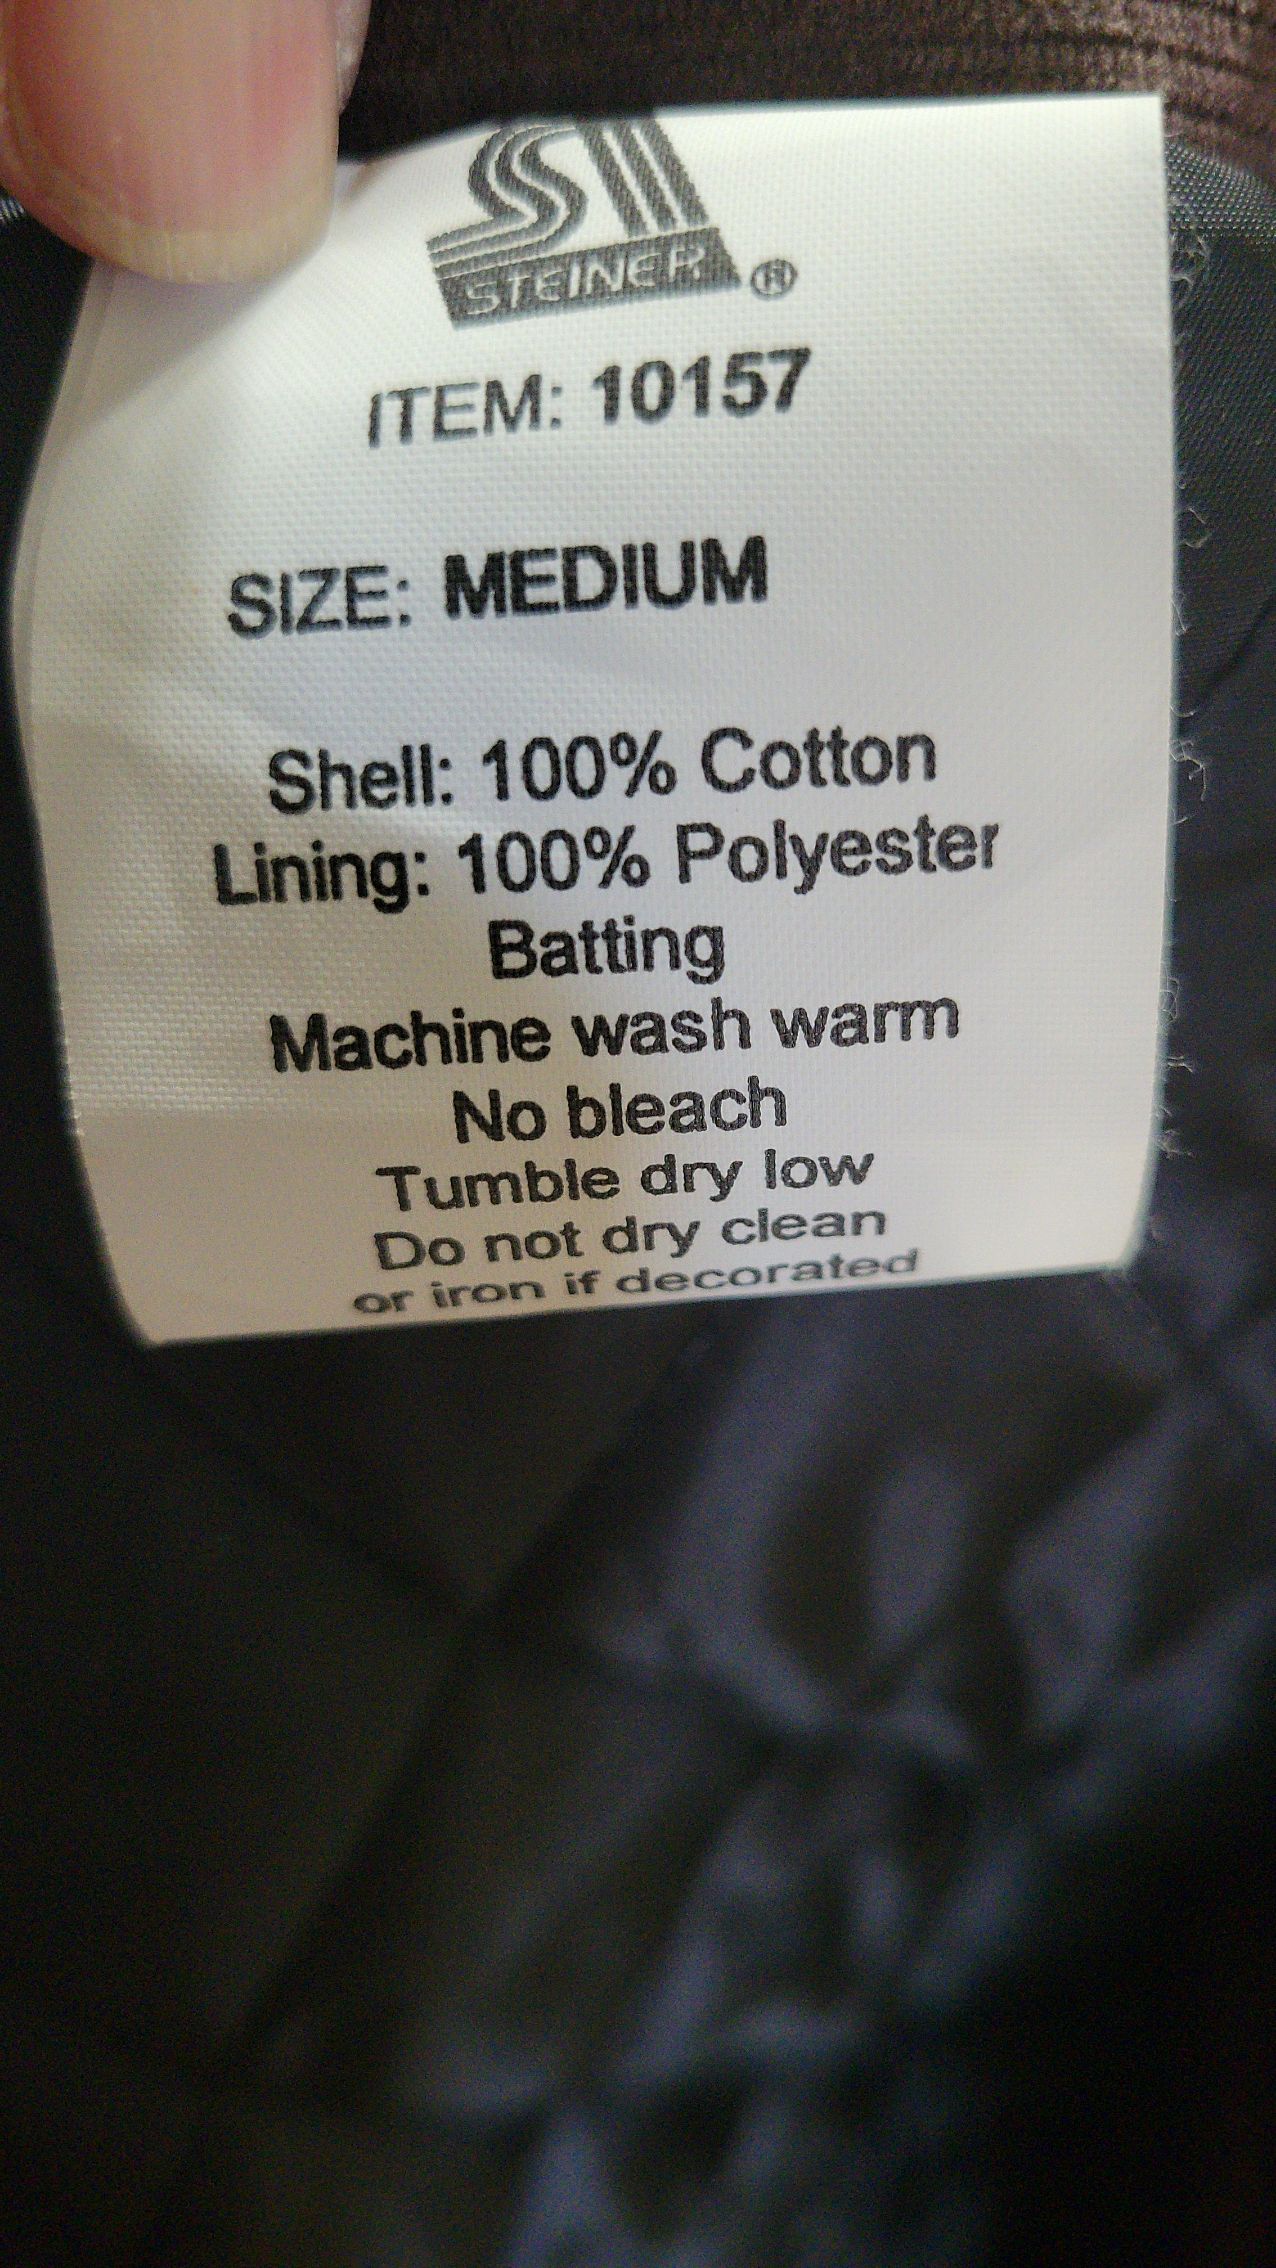 STEINER ®
ITEM: 10157
SIZE: MEDIUM
Shell: 100% Cotton
Lining: 100% Polyester
Batting
Machine wash warm
No bleach
Tumble dry low
Do not dry clean
or iron if decorated